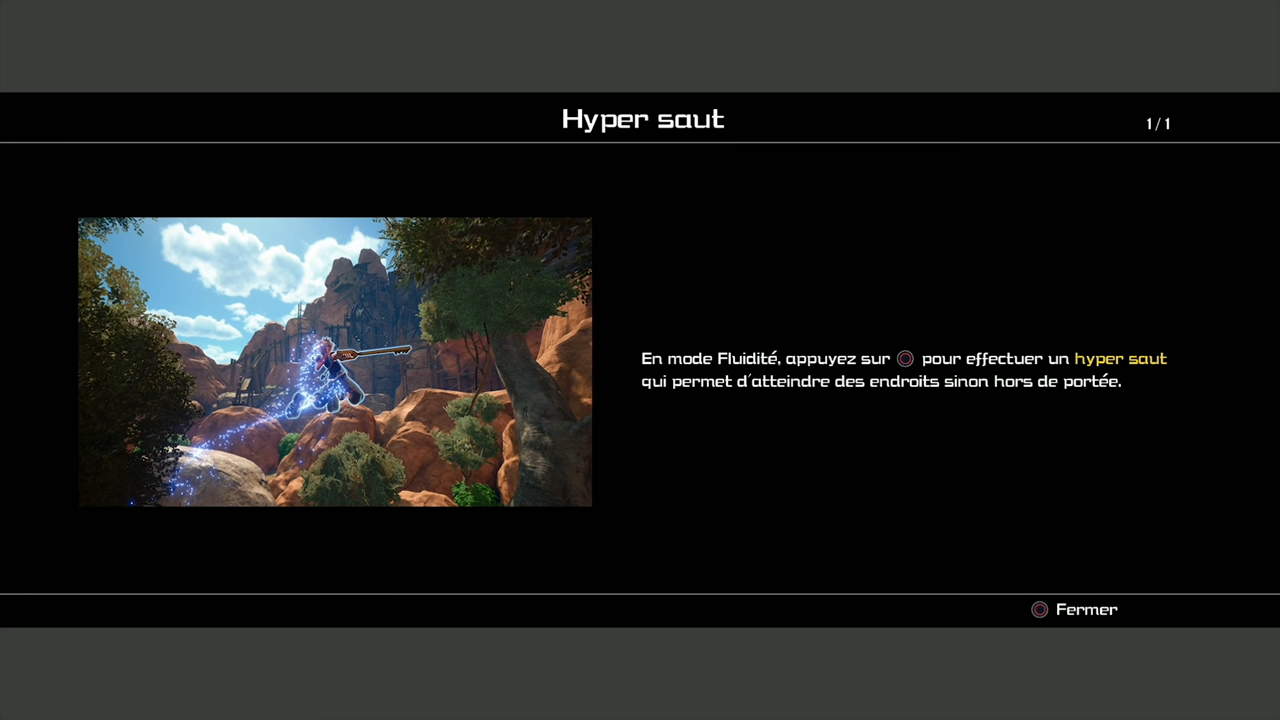 Hyper saut
1/1
En mode Fluidité, appuyez sur pour effectuer un hyper saut
qui permet d'atteindre des endroits sinon hors de portée.
Fermer